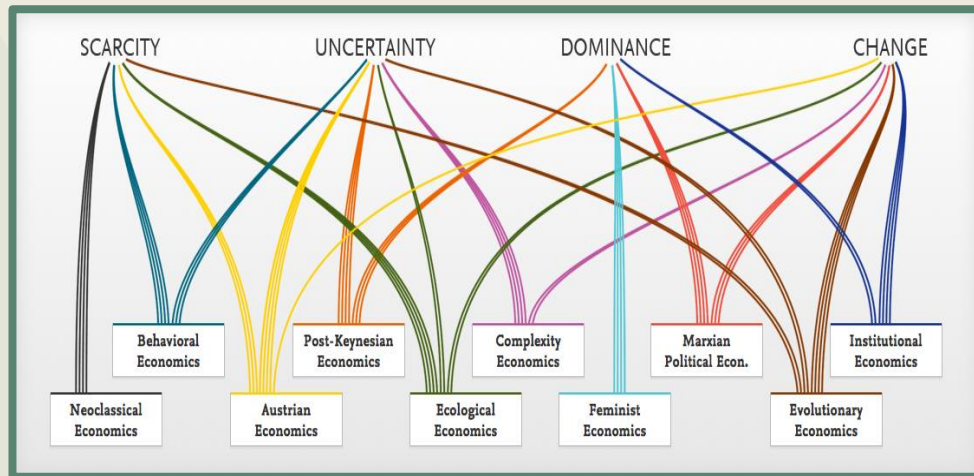 SCARCITY
UNCERTAINTY
DOMINANCE
CHANGE
Behavioral
Economics
Post-Keynesian
Economics
Complexity
Economics
Marxian
Political Econ.
Institutional
Economics
Neoclassical
Economics
Austrian
Economics
Ecological
Economics
Feminist
Economics
Evolutionary
Economics